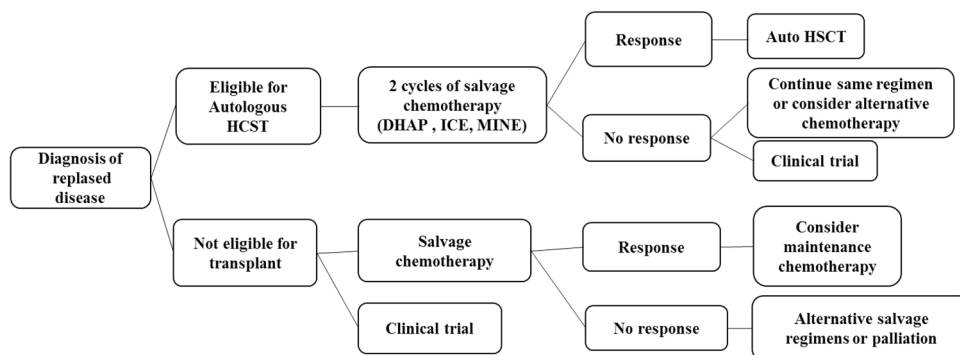 Diagnosis of
replased
disease
Eligible for
Autologous
HCST
2 cycles of salvage
chemotherapy
(DHAP , ICE, MINE)
Response
Auto HSCT
No response
Continue same regimen
or consider alternative
chemotherapy
Clinical trial
Not eligible for
transplant
Salvage
chemotherapy
Response
Consider
maintenance
chemotherapy
No response
Alternative salvage
regimens or palliation
Clinical trial